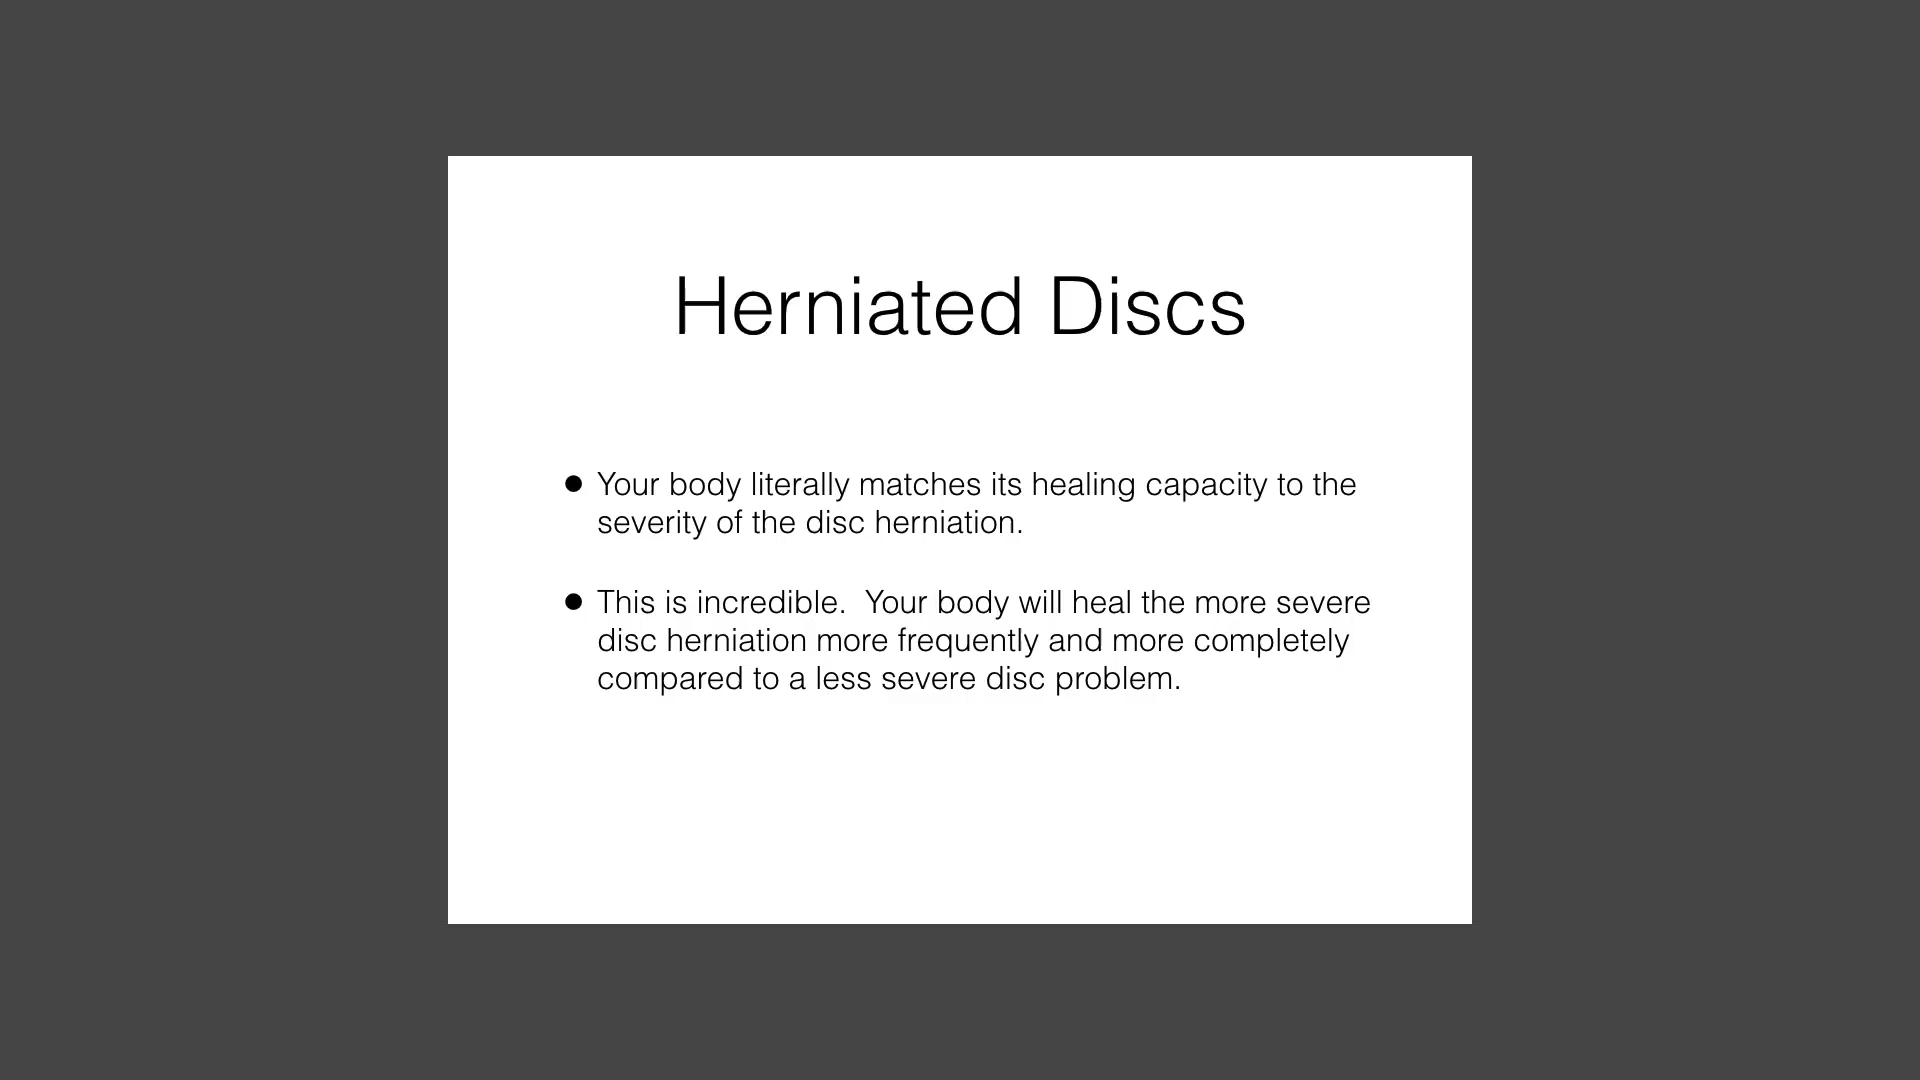 Herniated Discs
• Your body literally matches its healing capacity to the
severity of the disc herniation.
• This is incredible.  Your body will heal the more severe
disc herniation more frequently and more completely
compared to a less severe disc problem.